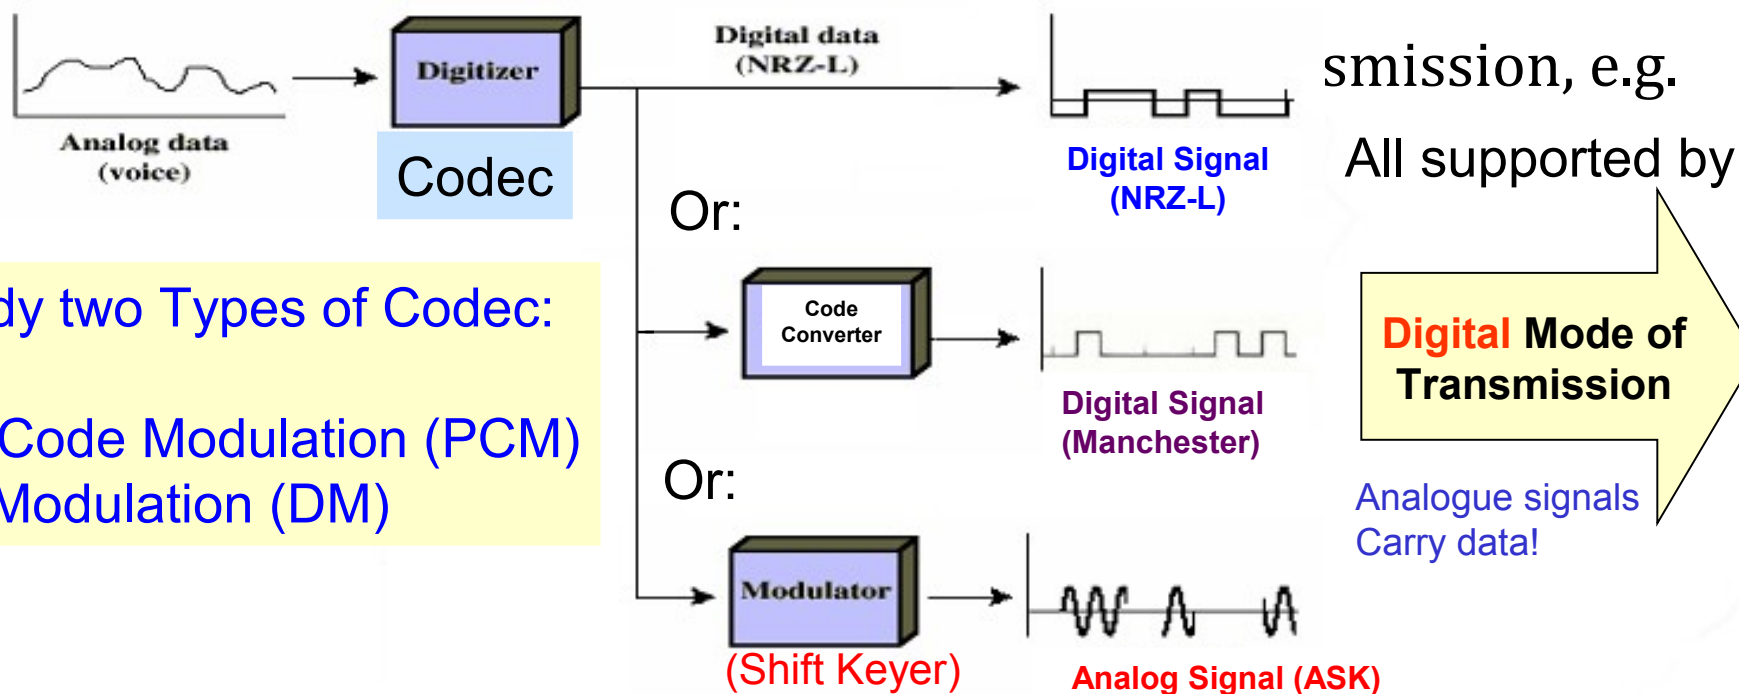 Digital data
(NRZ-L)
smission, e.g.
Digitizer
Analog data
(voice)
Codec
Digital Signal
(NRZ-L)
All supported by
Or:
dy two Types of Codec:
Code Modulation (PCM)
Modulation (DM)
Code
Converter
Digital Signal
(Manchester)
Digital Mode of
Transmission
Analogue signals
Carry data!
Or:
Modulator
(Shift Keyer)
Analog Signal (ASK)